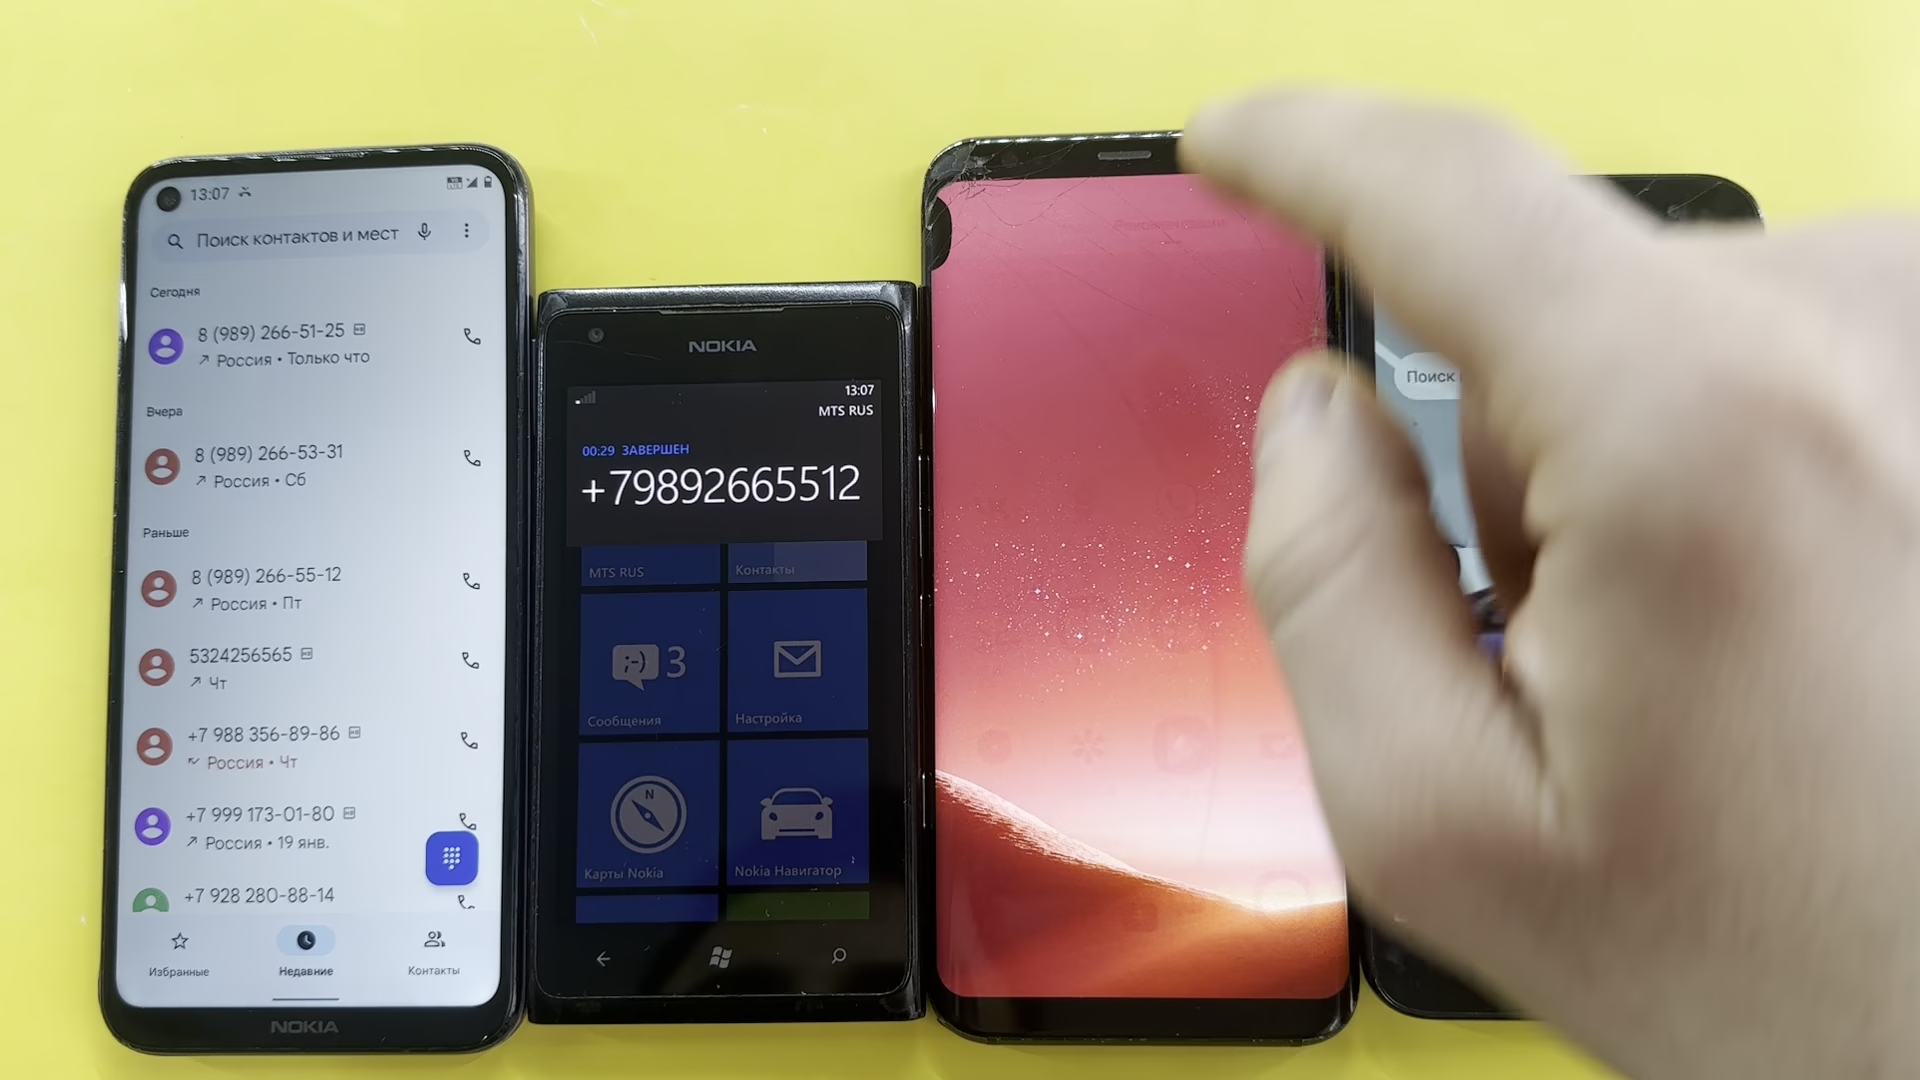 13:07
Поиск контактов и мест
Сегодня
8 (989) 266-51-25
Россия • Только что
Вчера
8 (989) 266-53-31
Россия • Сб
Раньше
8 (989) 266-55-12
Россия • Пт
5324256565
Чт
+7 988 356-89-86
Россия • Чт
+7 999 173-01-80
Россия • 19 янв.
+7 928 280-88-14
Избранные
Недавние
Контакты
NOKIA
NOKIA
13:07
MTS RUS
00:29 ЗАВЕРШЕН
+79892665512
MTS RUS
Контакты
;-) 3
Сообщения
Настройка
N
Карты Nokia
Nokia Навигатор
Поиск